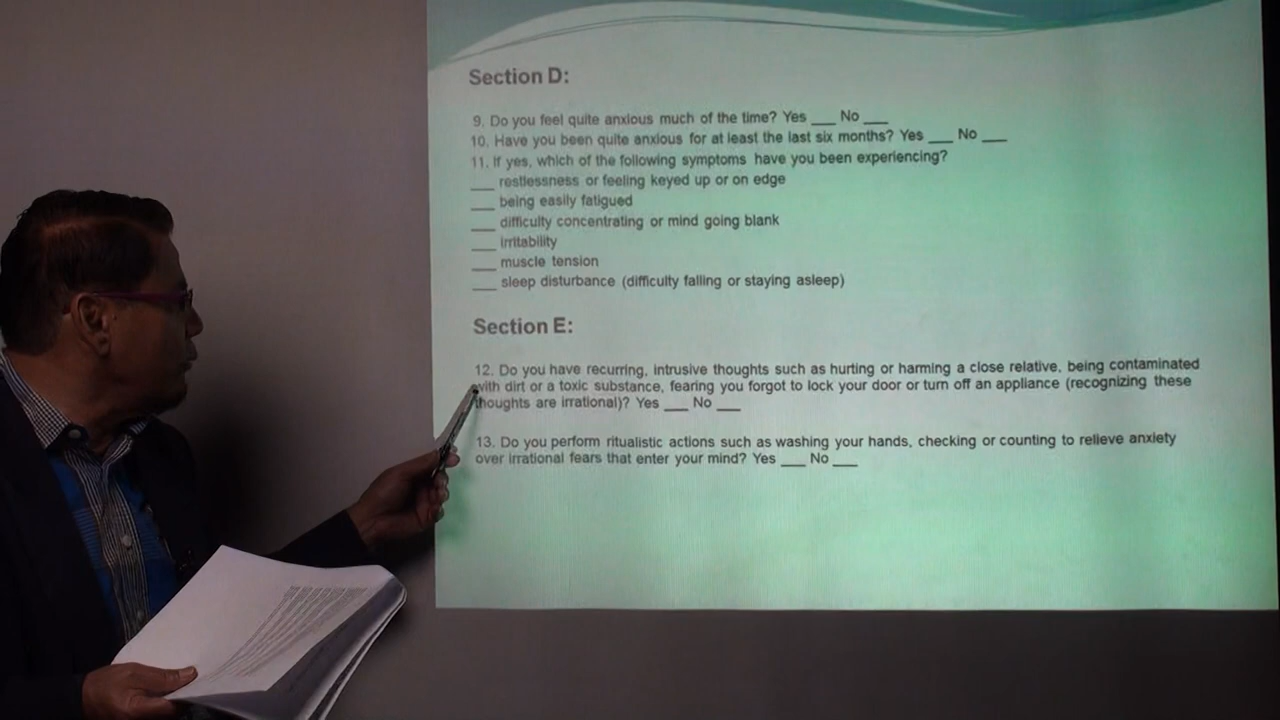 Section D:
9. Do you feel quite anxious much of the time? Yes ___ No ___
10. Have you been quite anxious for at least the last six months? Yes ___ No ___
11. If yes, which of the following symptoms have you been experiencing?
___ restlessness or feeling keyed up or on edge
___ being easily fatigued
___ difficulty concentrating or mind going blank
___ irritability
___ muscle tension
___ sleep disturbance (difficulty falling or staying asleep)
Section E:
12. Do you have recurring, intrusive thoughts such as hurting or harming a close relative, being contaminated
with dirt or a toxic substance, fearing you forgot to lock your door or turn off an appliance (recognizing these
thoughts are irrational)? Yes ___ No ___
13. Do you perform ritualistic actions such as washing your hands, checking or counting to relieve anxiety
over irrational fears that enter your mind? Yes ___ No ___